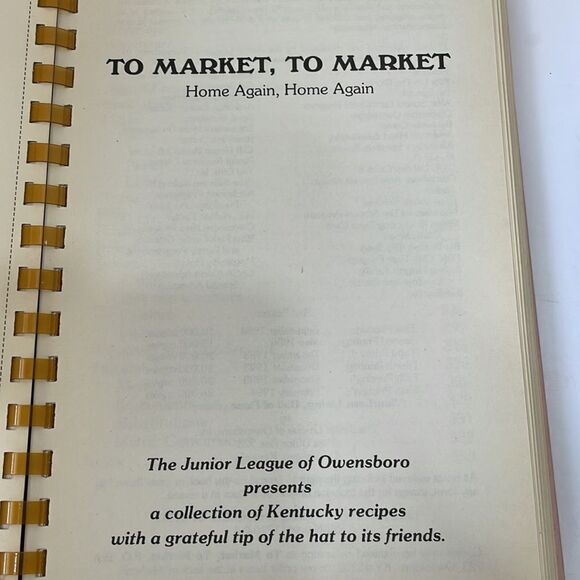 TO MARKET, TO MARKET
Home Again, Home Again
The Junior League of Owensboro
presents
a collection of Kentucky recipes
with a grateful tip of the hat to its friends.